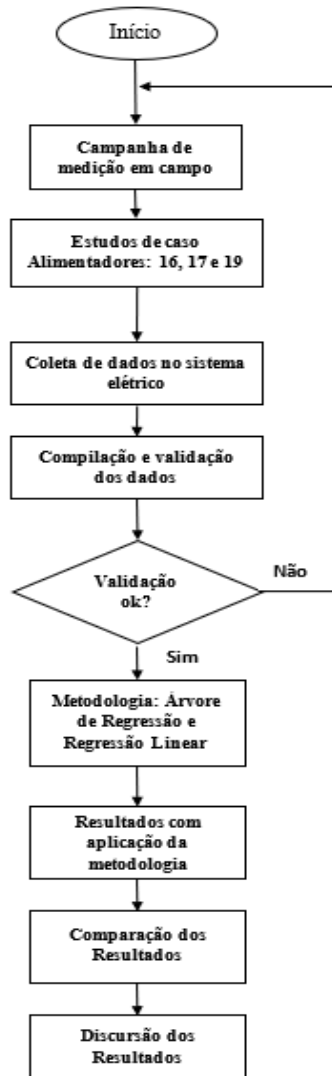 Início
Campanha de
medição em campo
Estudos de caso
Alimentadores: 16, 17 e 19
Coleta de dados no sistema
elétrico
Compilação e validação
dos dados
Validação
ok?
Não
Sim
Metodologia: Árvore
de Regressão e
Regressão Linear
Resultados com
aplicação da
metodologia
Comparação dos
Resultados
Discursão dos
Resultados